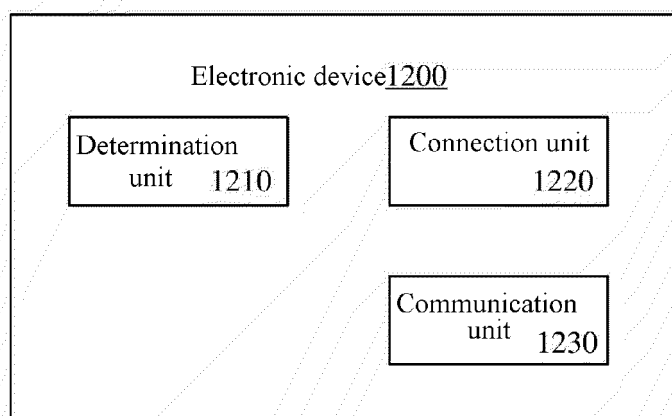 Electronic device1200
Determination
unit 1210
Connection unit
1220
Communication
unit 1230